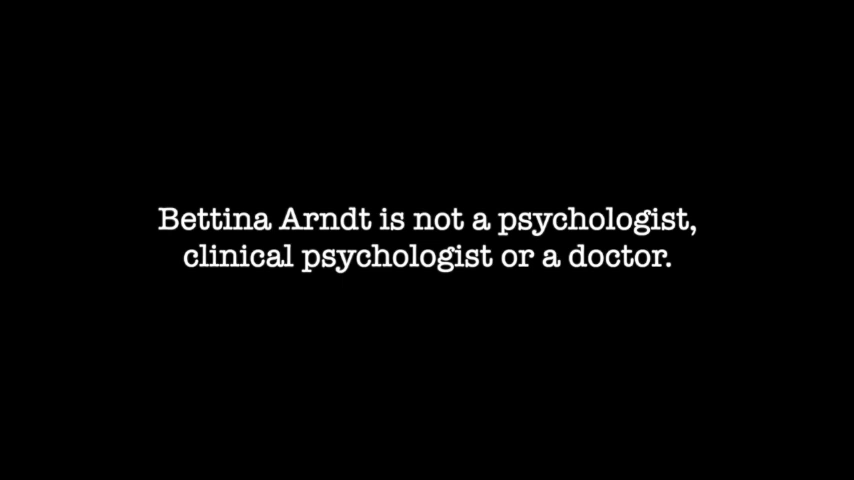 Bettina Arndt is not a psychologist,
clinical psychologist or a doctor.